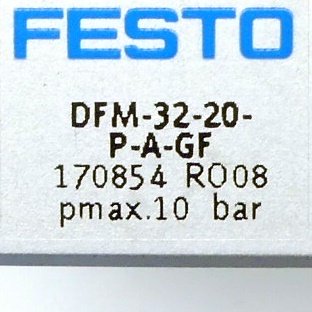 FESTO
DFM-32-20-
P-A-GF
170854 RO08
pmax.10 bar